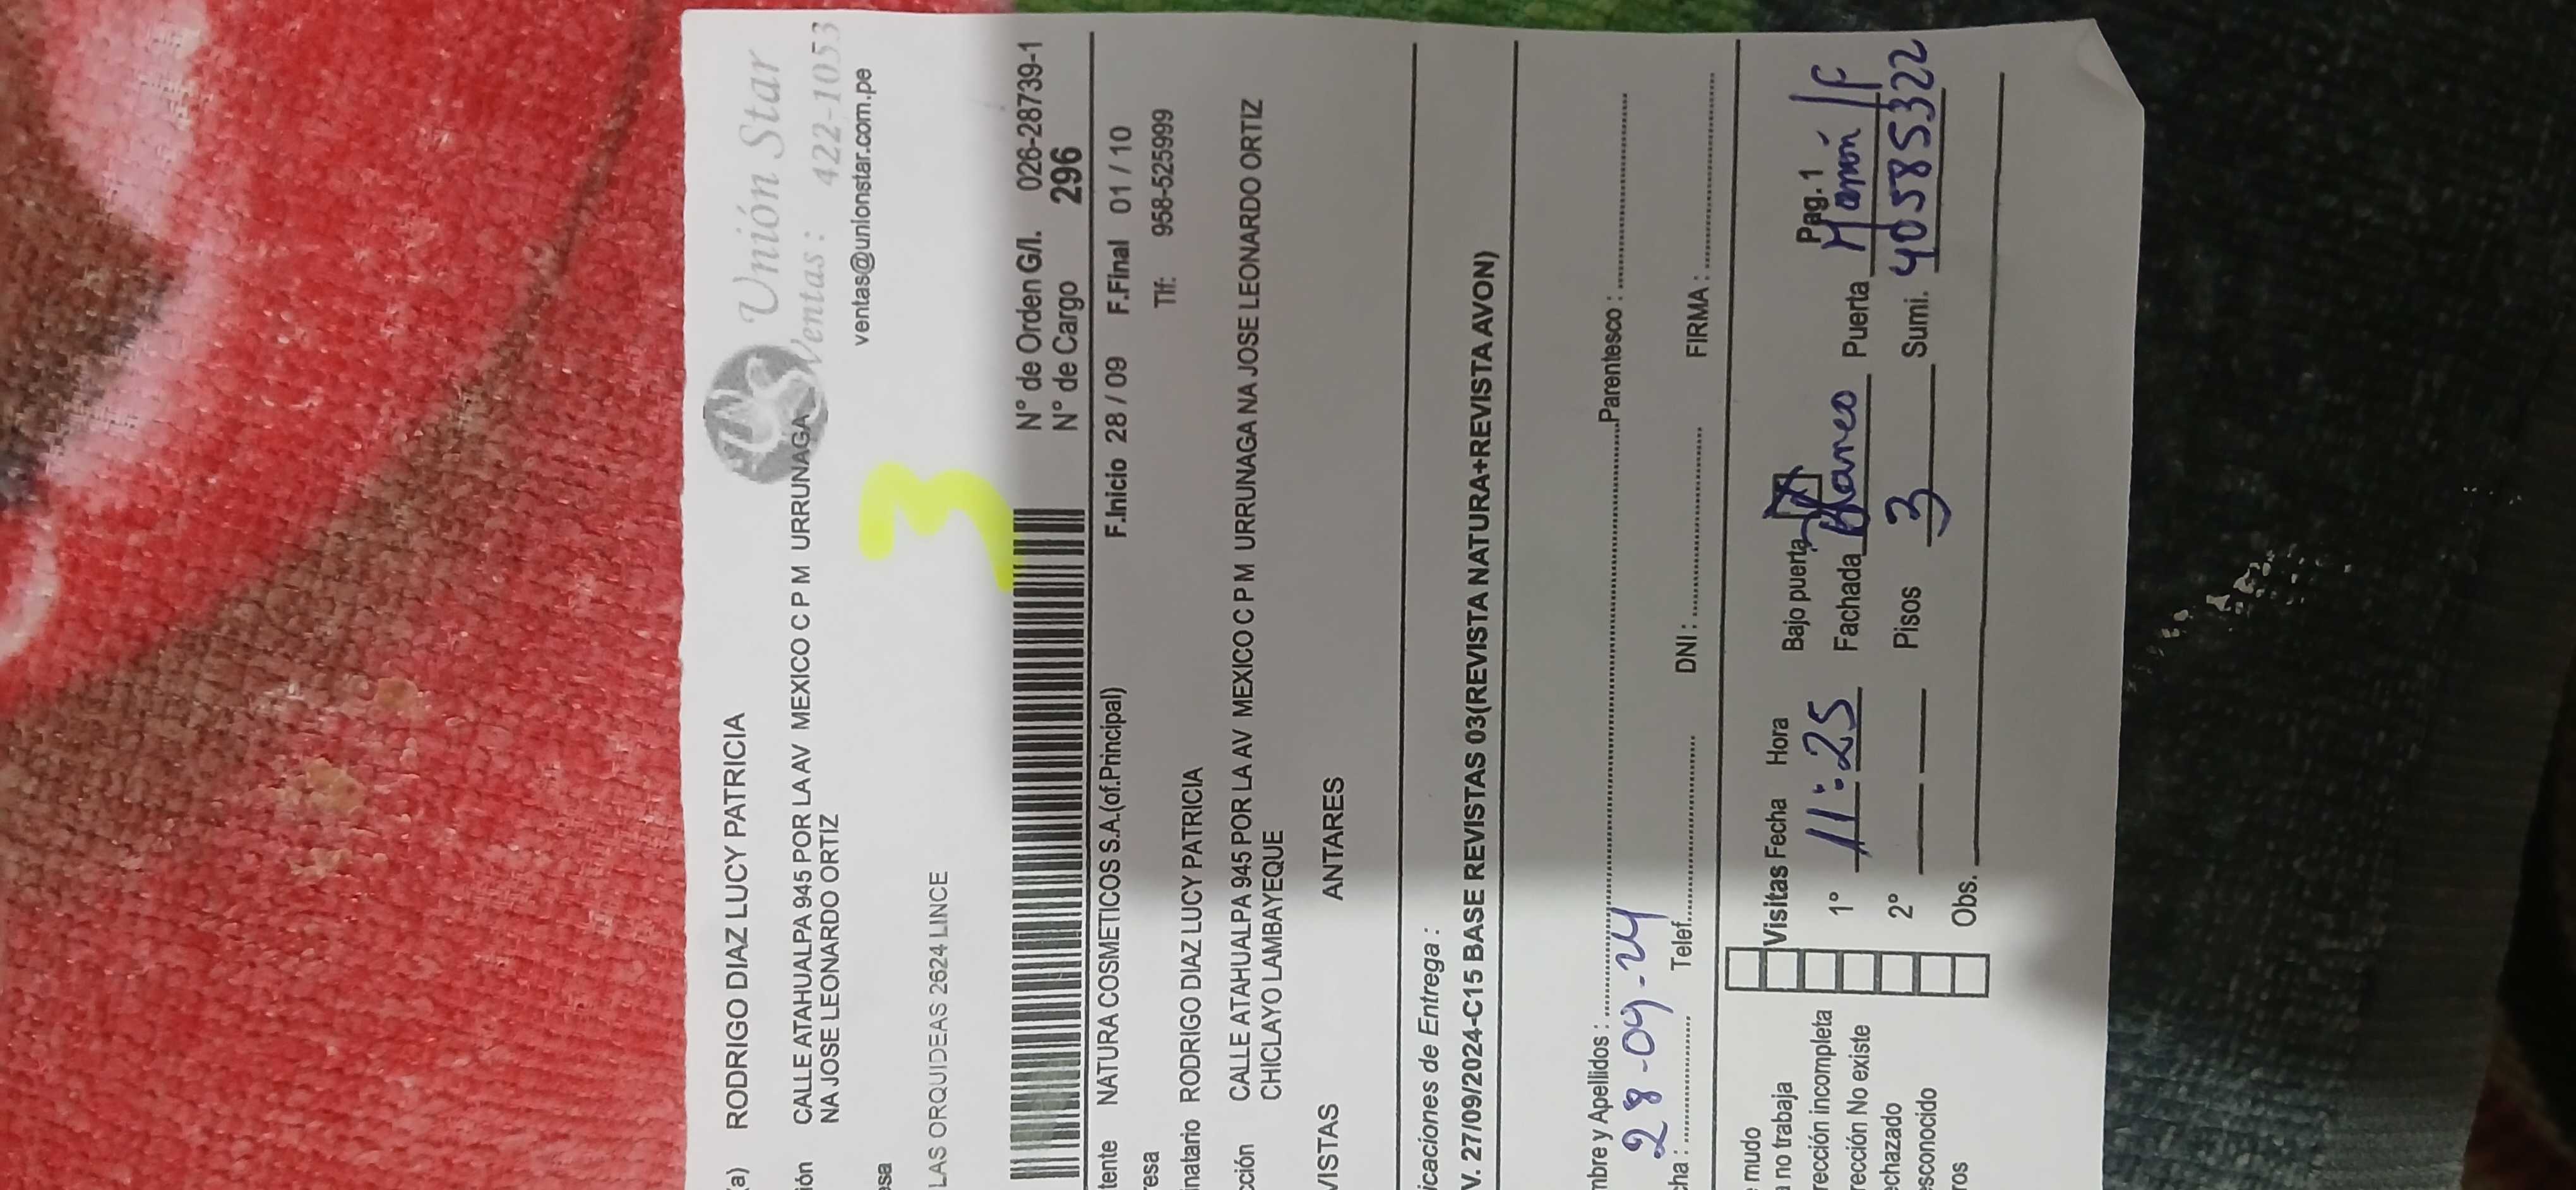 (a) RODRIGO DIAZ LUCY PATRICIA
Unión Star
Ventas: 422-1053
ión CALLE ATAHUALPA 945 POR LA AV MEXICO C P M URRUNAGA
NA JOSE LEONARDO ORTIZ
ventas@unionstar.com.pe
esa
3
LAS ORQUIDEAS 2624 LINCE
N° de Orden G/I. 026-28739-1
N° de Cargo 296
tente NATURA COSMETICOS S.A.(of.Principal) F.Inicio 28 / 09 F.Final 01 / 10
resa Tlf: 958-525999
inatario RODRIGO DIAZ LUCY PATRICIA
cción CALLE ATAHUALPA 945 POR LA AV MEXICO C P M URRUNAGA NA JOSE LEONARDO ORTIZ
CHICLAYO LAMBAYEQUE
VISTAS ANTARES
icaciones de Entrega :
V. 27/09/2024-C15 BASE REVISTAS 03(REVISTA NATURA+REVISTA AVON)
mbre y Apellidos : Parentesco :
28-09-24
cha : Telef. DNI : FIRMA :
e mudo
a no trabaja Visitas Fecha Hora Bajo puerta Pag. 1
rección incompleta 1° 11:25 Fachada Blanco Puerta
rección No existe
echazado 2° Pisos 3 Sumi. 40585322
esconocido
ros Obs.